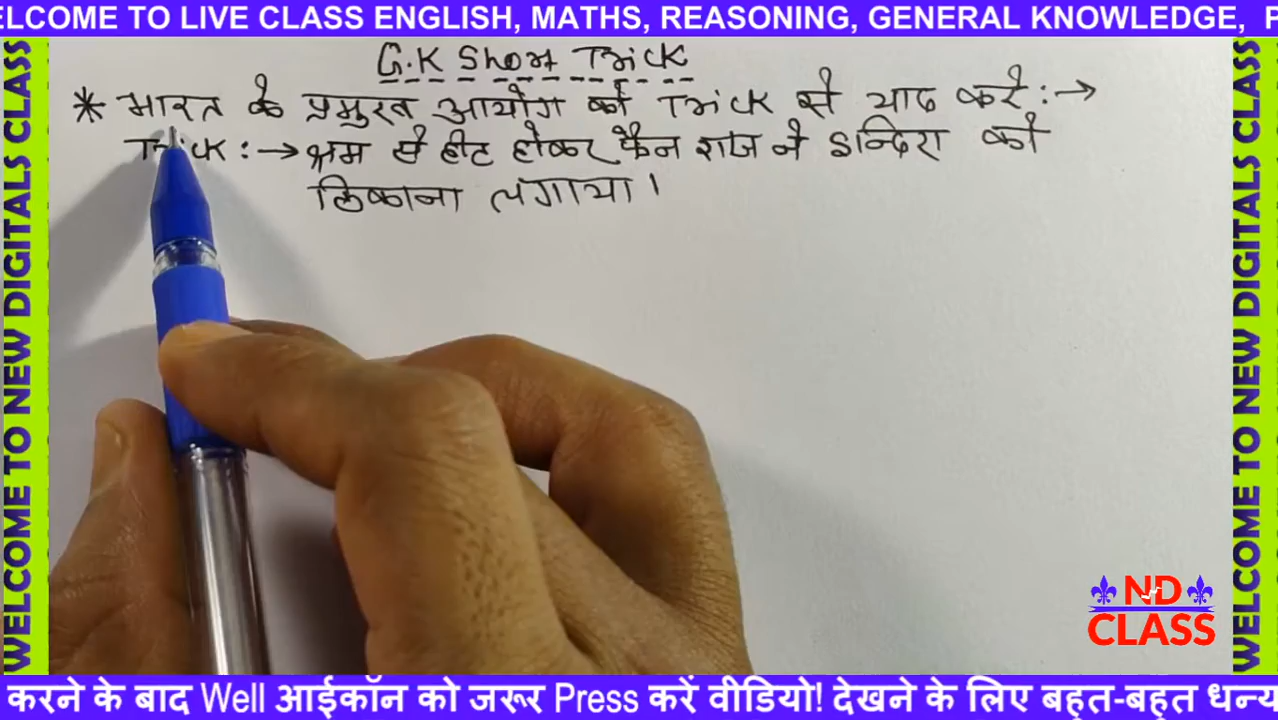 ELCOME TO LIVE CLASS ENGLISH, MATHS, REASONING, GENERAL KNOWLEDGE,
G.K Short Trick
* भारत के प्रमुख आयोग को Trick से याद करे :→
Trick :→ भ्रम से हीट होकर फैन राज ने इन्दिरा को
ठिकाना लगाया।
WELCOME TO NEW DIGITALS CLASS
WELCOME TO NEW DIGITALS CLASS
ND
CLASS
करने के बाद Well आईकॉन को जरूर Press करें वीडियो! देखने के लिए बहुत-बहुत धन्य